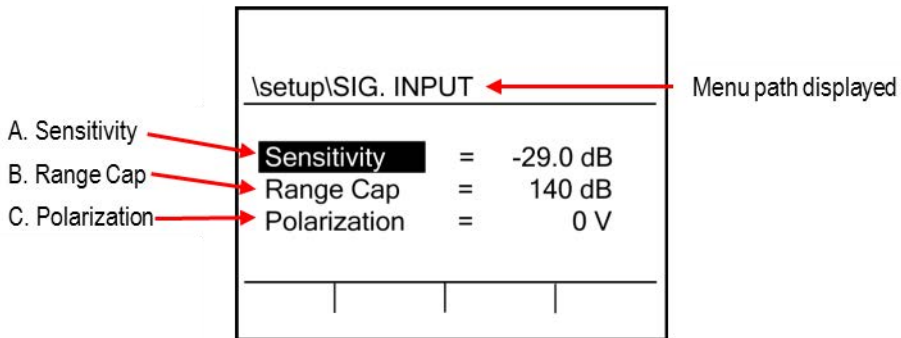 \setup\SIG. INPUT
Menu path displayed
A. Sensitivity
B. Range Cap
C. Polarization
Sensitivity = -29.0 dB
Range Cap = 140 dB
Polarization = 0 V